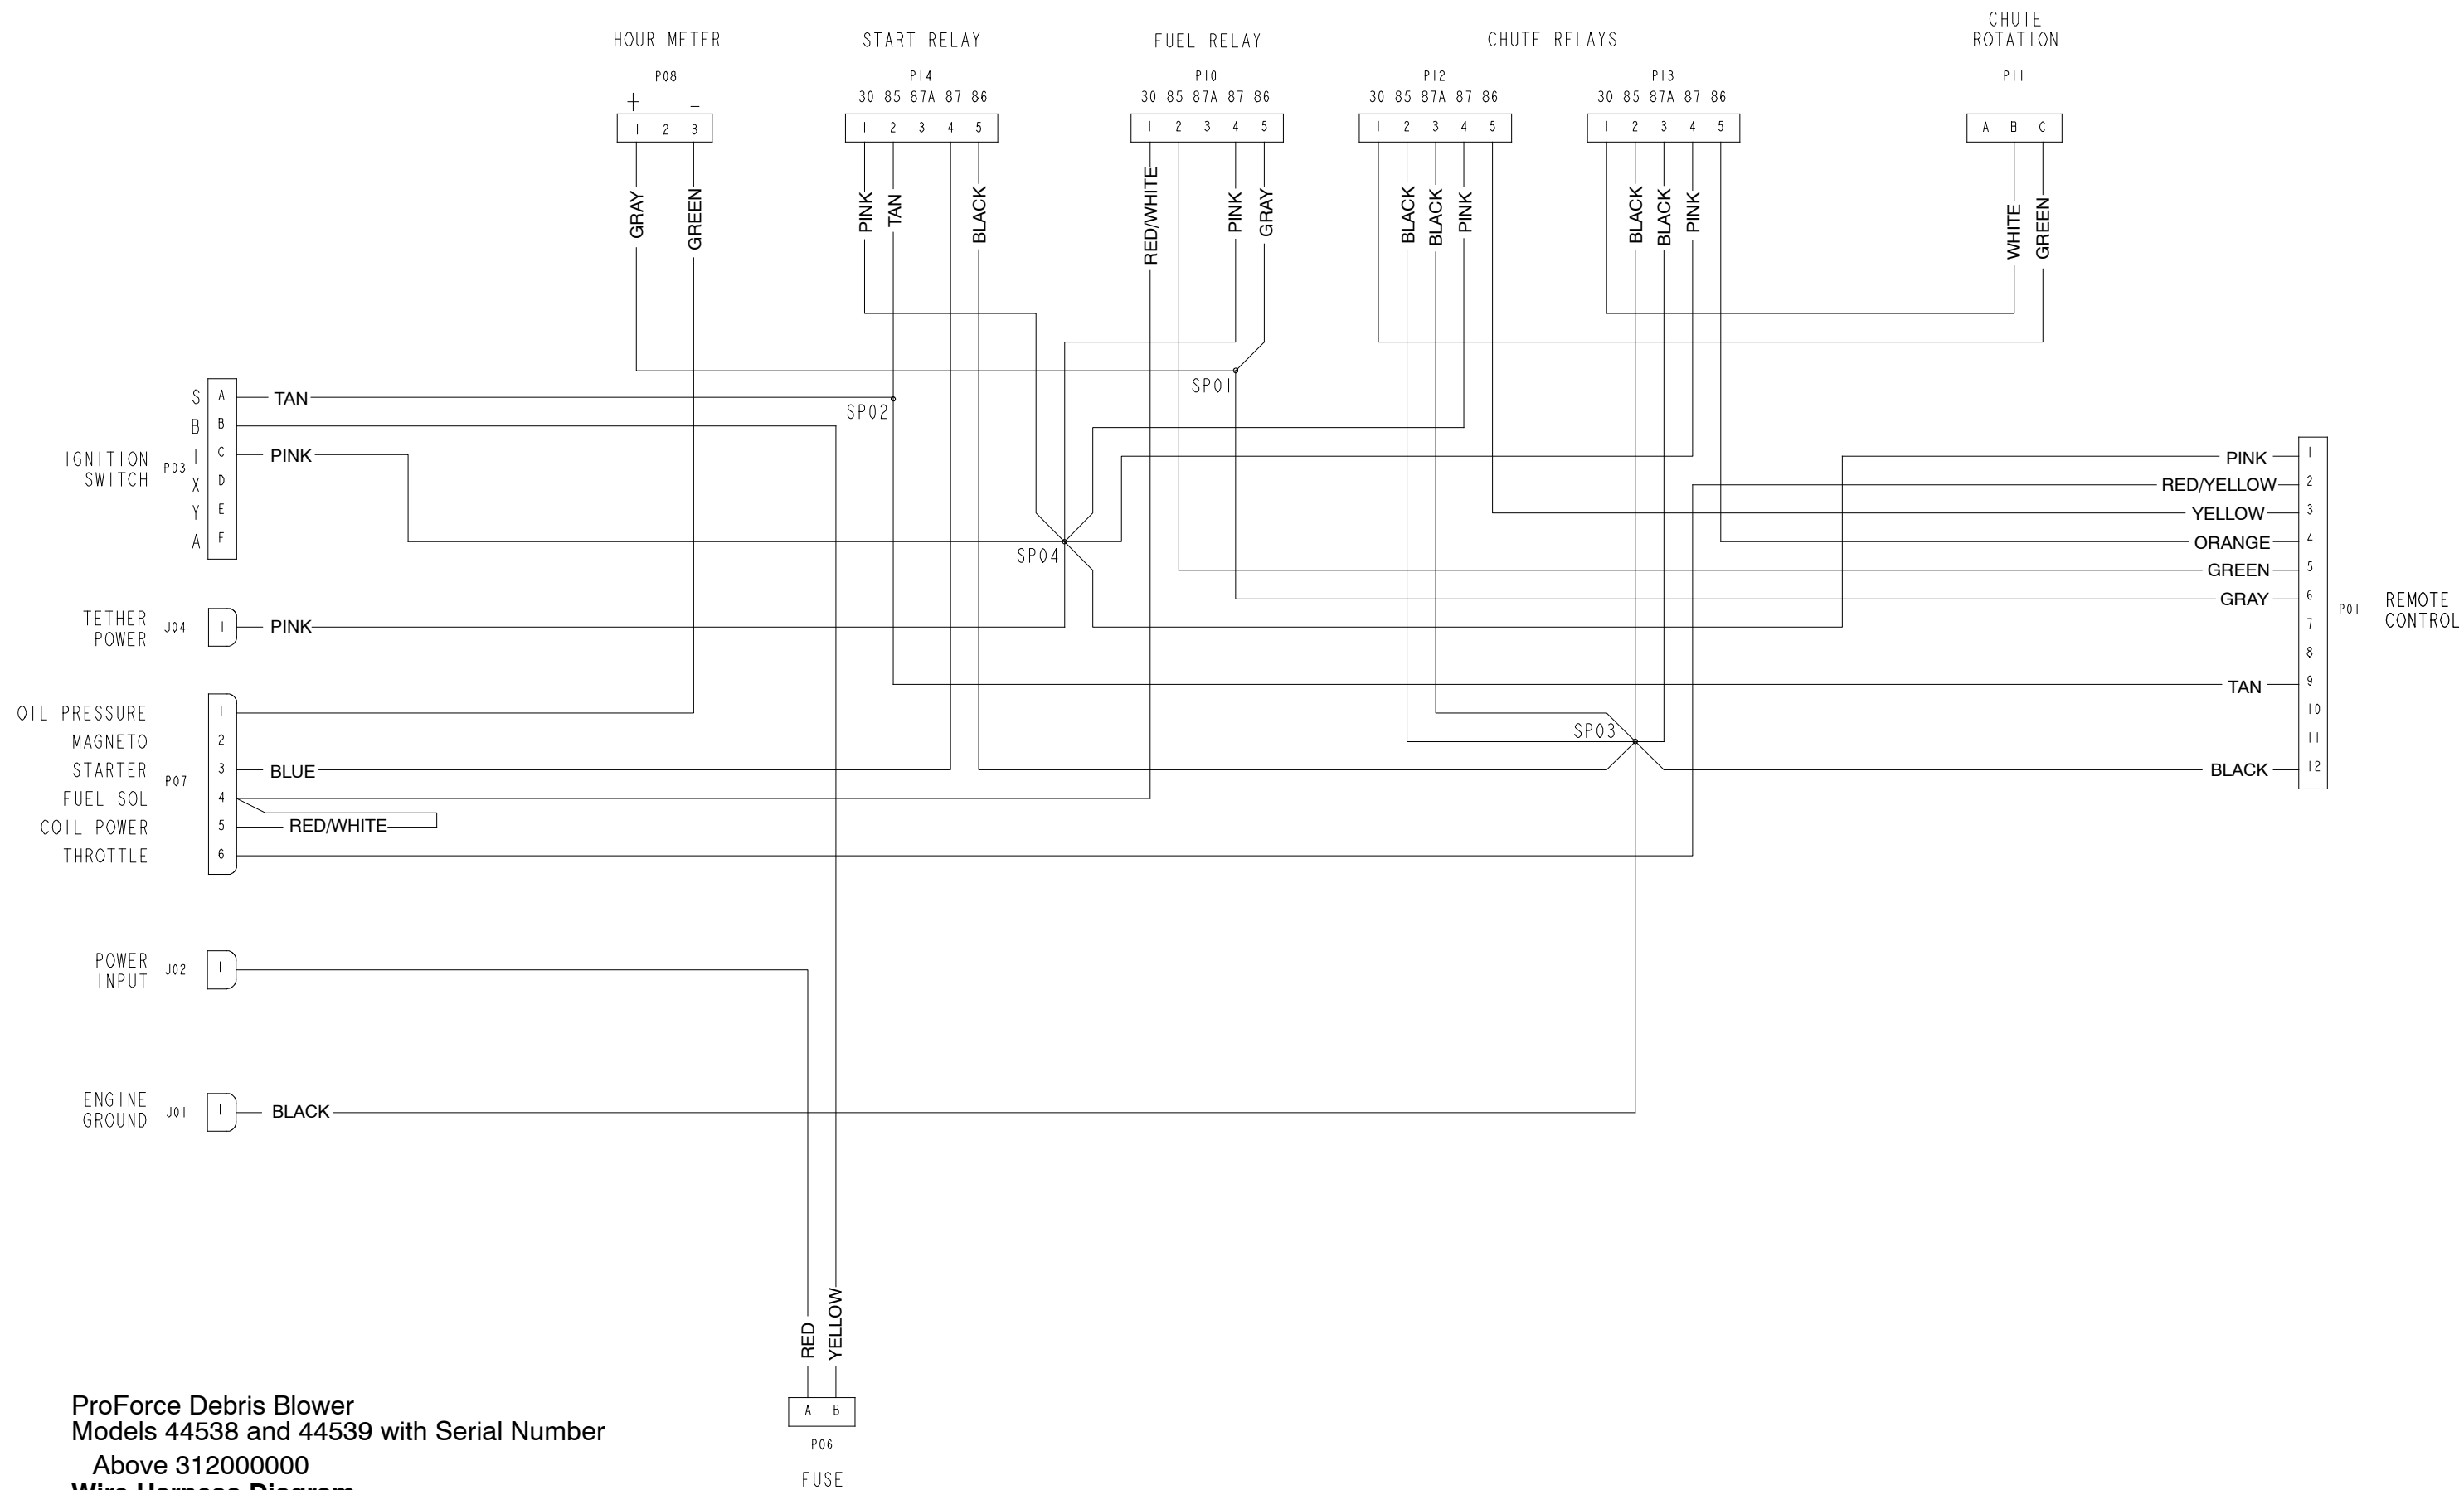 HOUR METER
START RELAY
FUEL RELAY
CHUTE RELAYS
CHUTE
ROTATION
P08
P14
P10
P12
P13
P11
+ −
30 85 87A 87 86
30 85 87A 87 86
30 85 87A 87 86
30 85 87A 87 86
1 2 3
1 2 3 4 5
1 2 3 4 5
1 2 3 4 5
1 2 3 4 5
A B C
GRAY
GREEN
PINK
TAN
BLACK
RED/WHITE
PINK
GRAY
BLACK
BLACK
PINK
BLACK
BLACK
PINK
WHITE
GREEN
SP01
SP02
SP04
SP03
IGNITION
SWITCH
P03
S A TAN
B B
I C PINK
X D
Y E
A F
TETHER
POWER
J04
1
PINK
P07
OIL PRESSURE 1
MAGNETO 2
STARTER 3 BLUE
FUEL SOL 4
COIL POWER 5 RED/WHITE
THROTTLE 6
PINK 1
RED/YELLOW 2
YELLOW 3
ORANGE 4
GREEN 5
GRAY 6
7
8
TAN 9
10
11
BLACK 12
P01
REMOTE
CONTROL
POWER
INPUT
J02
1
ENGINE
GROUND
J01
1
BLACK
RED
YELLOW
A B
P06
FUSE
ProForce Debris Blower
Models 44538 and 44539 with Serial Number
Above 312000000
Wire Harness Diagram